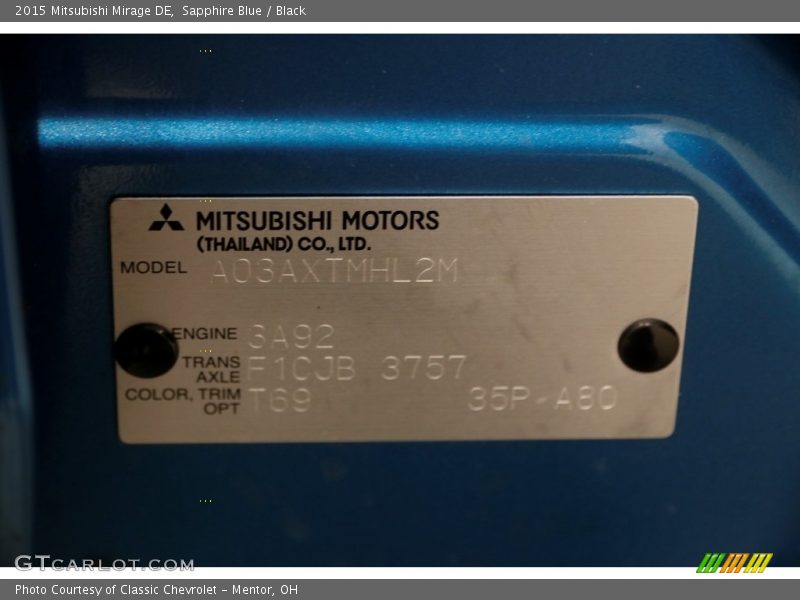 2015 Mitsubishi Mirage DE, Sapphire Blue / Black
MITSUBISHI MOTORS
(THAILAND) CO., LTD.
MODEL A03AXTMHL2M
ENGINE 3A92
TRANS AXLE F1CJB 3757
COLOR, TRIM OPT T69 35P-A80
GTCARLOT.COM
Photo Courtesy of Classic Chevrolet - Mentor, OH